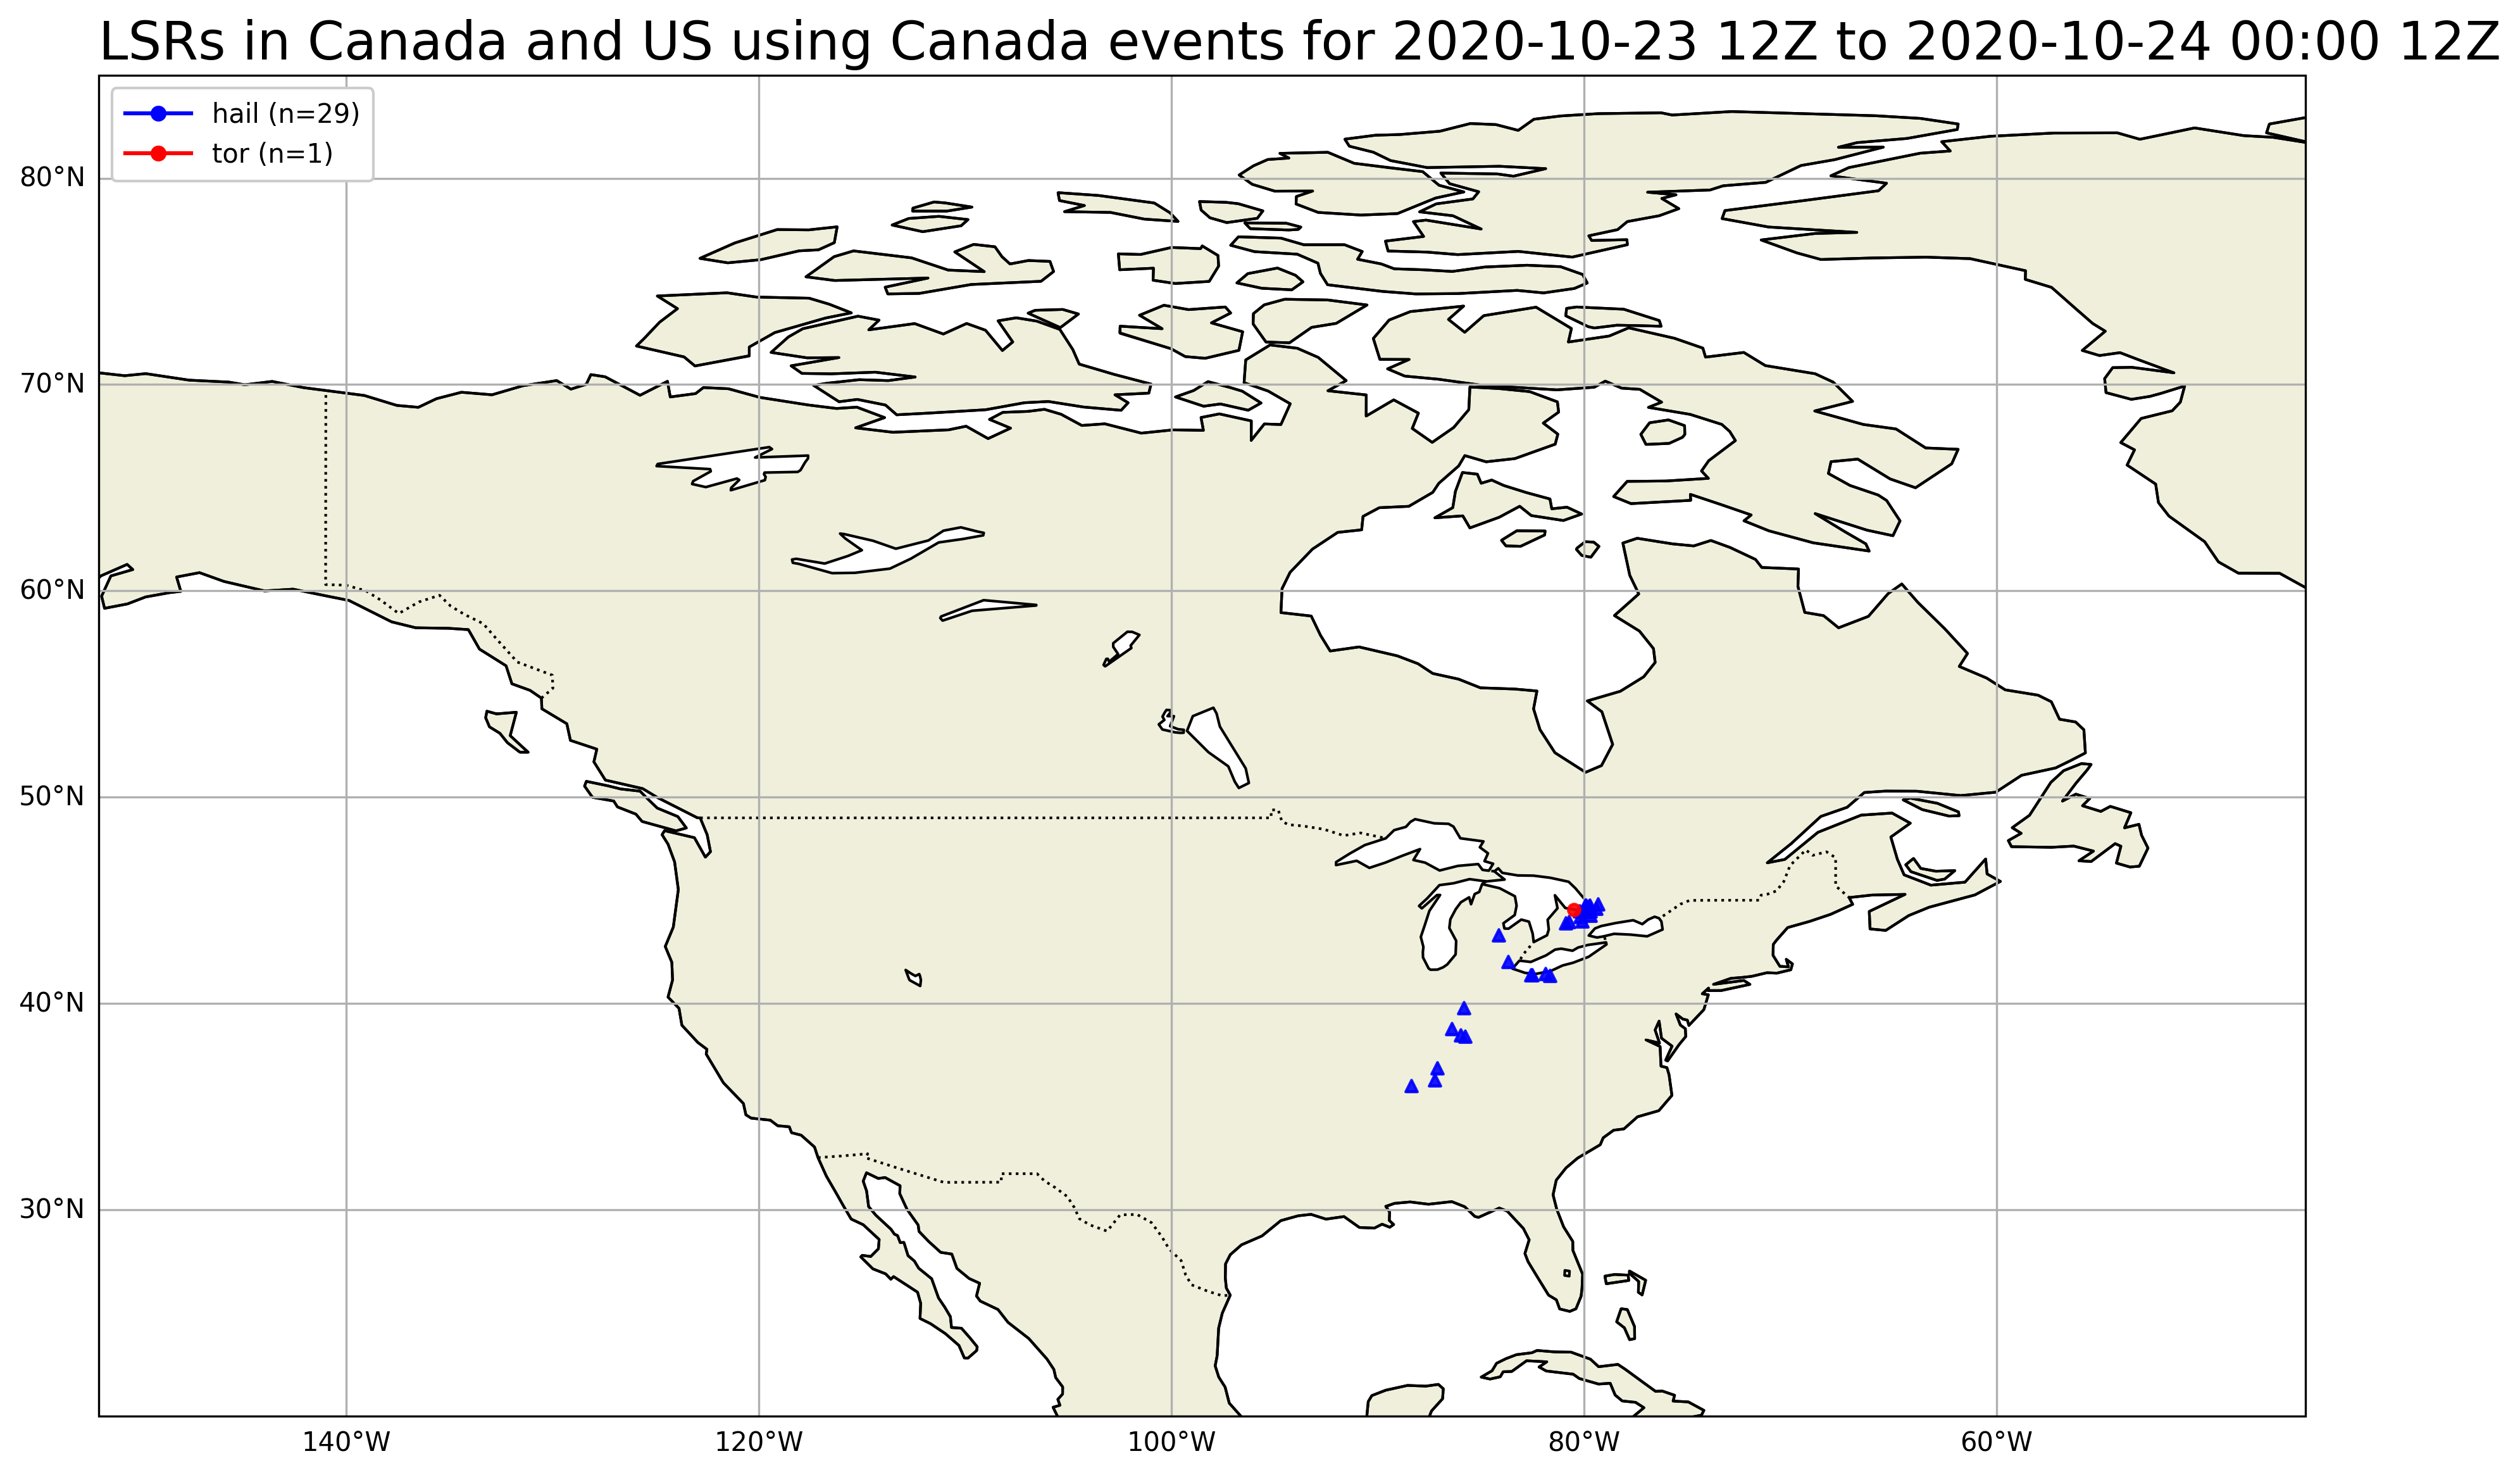 LSRs in Canada and US using Canada events for 2020-10-23 12Z to 2020-10-24 00:00 12Z
hail (n=29)
tor (n=1)
80°N
70°N
60°N
50°N
40°N
30°N
140°W
120°W
100°W
80°W
60°W